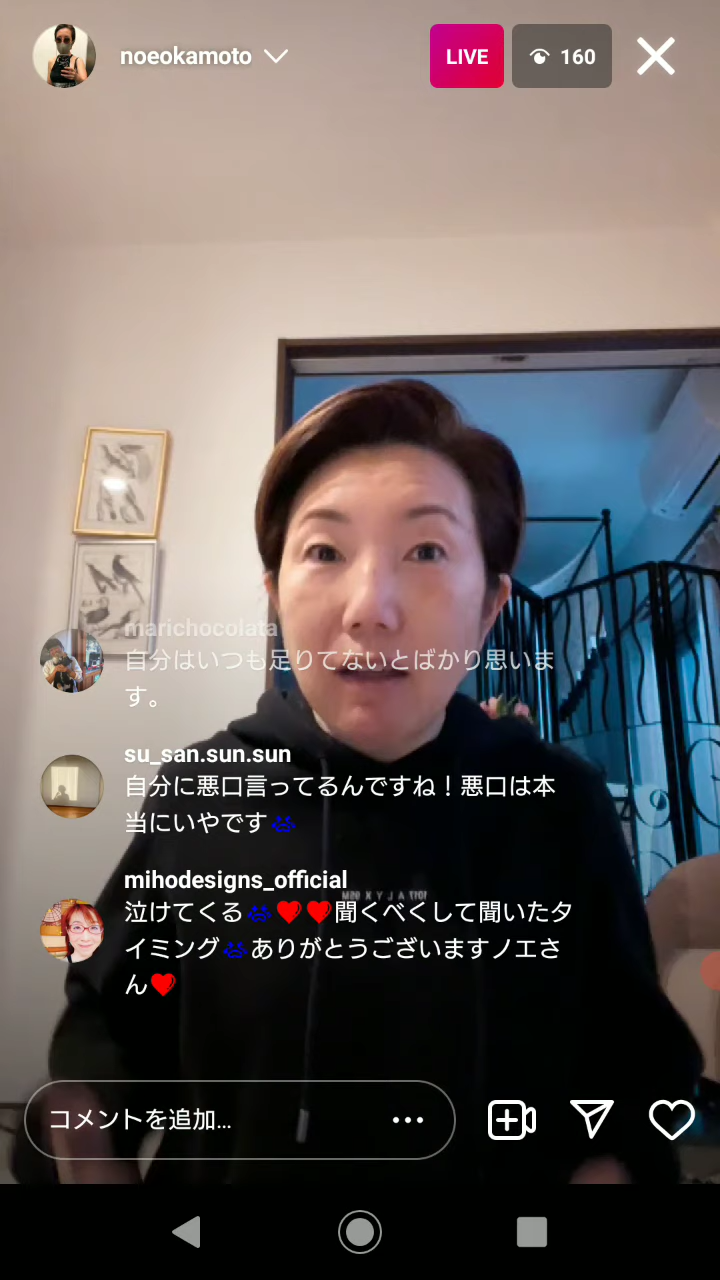 noeokamoto
LIVE
160
marichocolata
自分はいつも足りてないとばかり思いま
す。
su_san.sun.sun
自分に悪口言ってるんですね！悪口は本
当にいやです😹
mihodesigns_official
泣けてくる😹♥♥聞くべくして聞いたタ
イミング😹ありがとうございますノエさ
ん♥
1017 ALYX 9SM
コメントを追加...